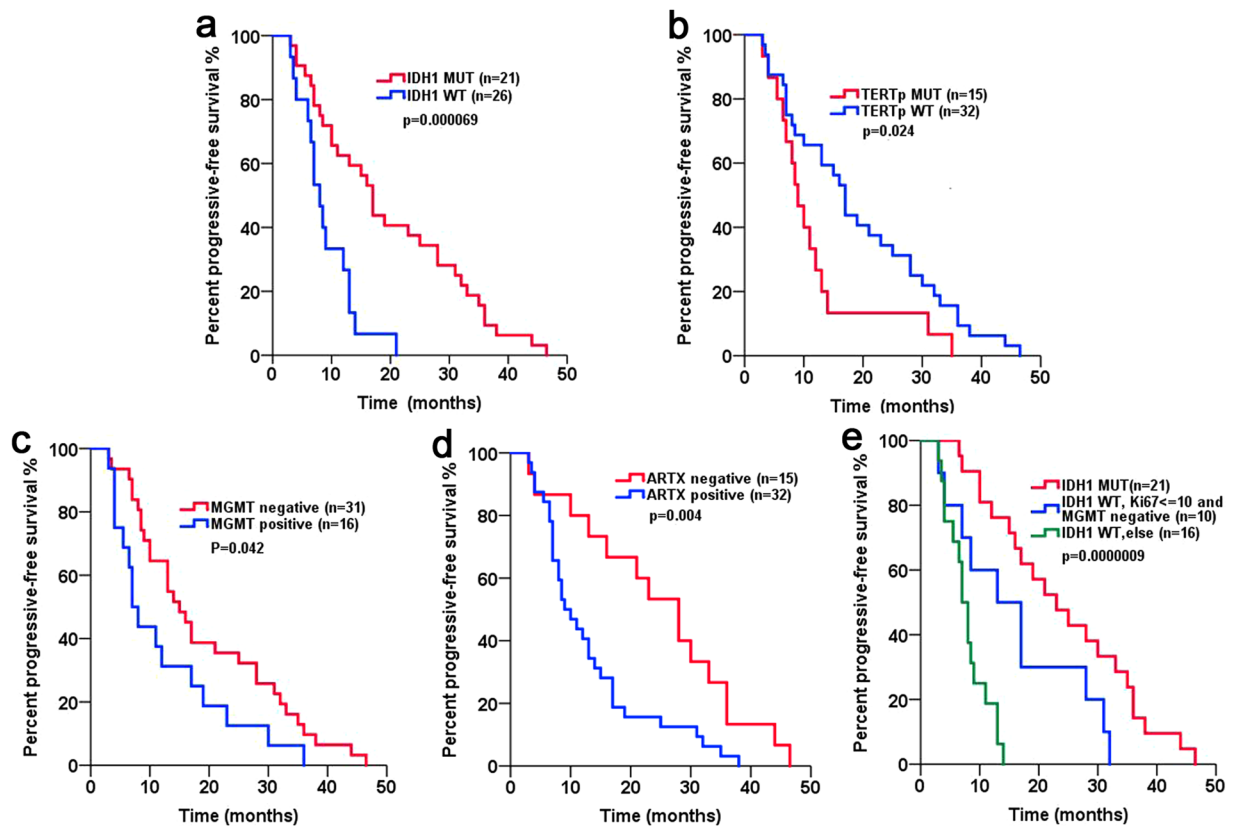 a
Percent progressive-free survival %
100
80
60
40
20
0
0 10 20 30 40 50
Time (months)
IDH1 MUT (n=21)
IDH1 WT (n=26)
p=0.000069
b
Percent progressive-free survival %
100
80
60
40
20
0
0 10 20 30 40 50
Time (months)
TERTp MUT (n=15)
TERTp WT (n=32)
p=0.024
c
Percent progressive-free survival %
100
80
60
40
20
0
0 10 20 30 40 50
Time (months)
MGMT negative (n=31)
MGMT positive (n=16)
P=0.042
d
Percent progressive-free survival %
100
80
60
40
20
0
0 10 20 30 40 50
Time (months)
ARTX negative (n=15)
ARTX positive (n=32)
p=0.004
e
Percent progressive-free survival %
100
80
60
40
20
0
0 10 20 30 40 50
Time (months)
IDH1 MUT(n=21)
IDH1 WT, Ki67<=10 and
MGMT negative (n=10)
IDH1 WT,else (n=16)
p=0.0000009